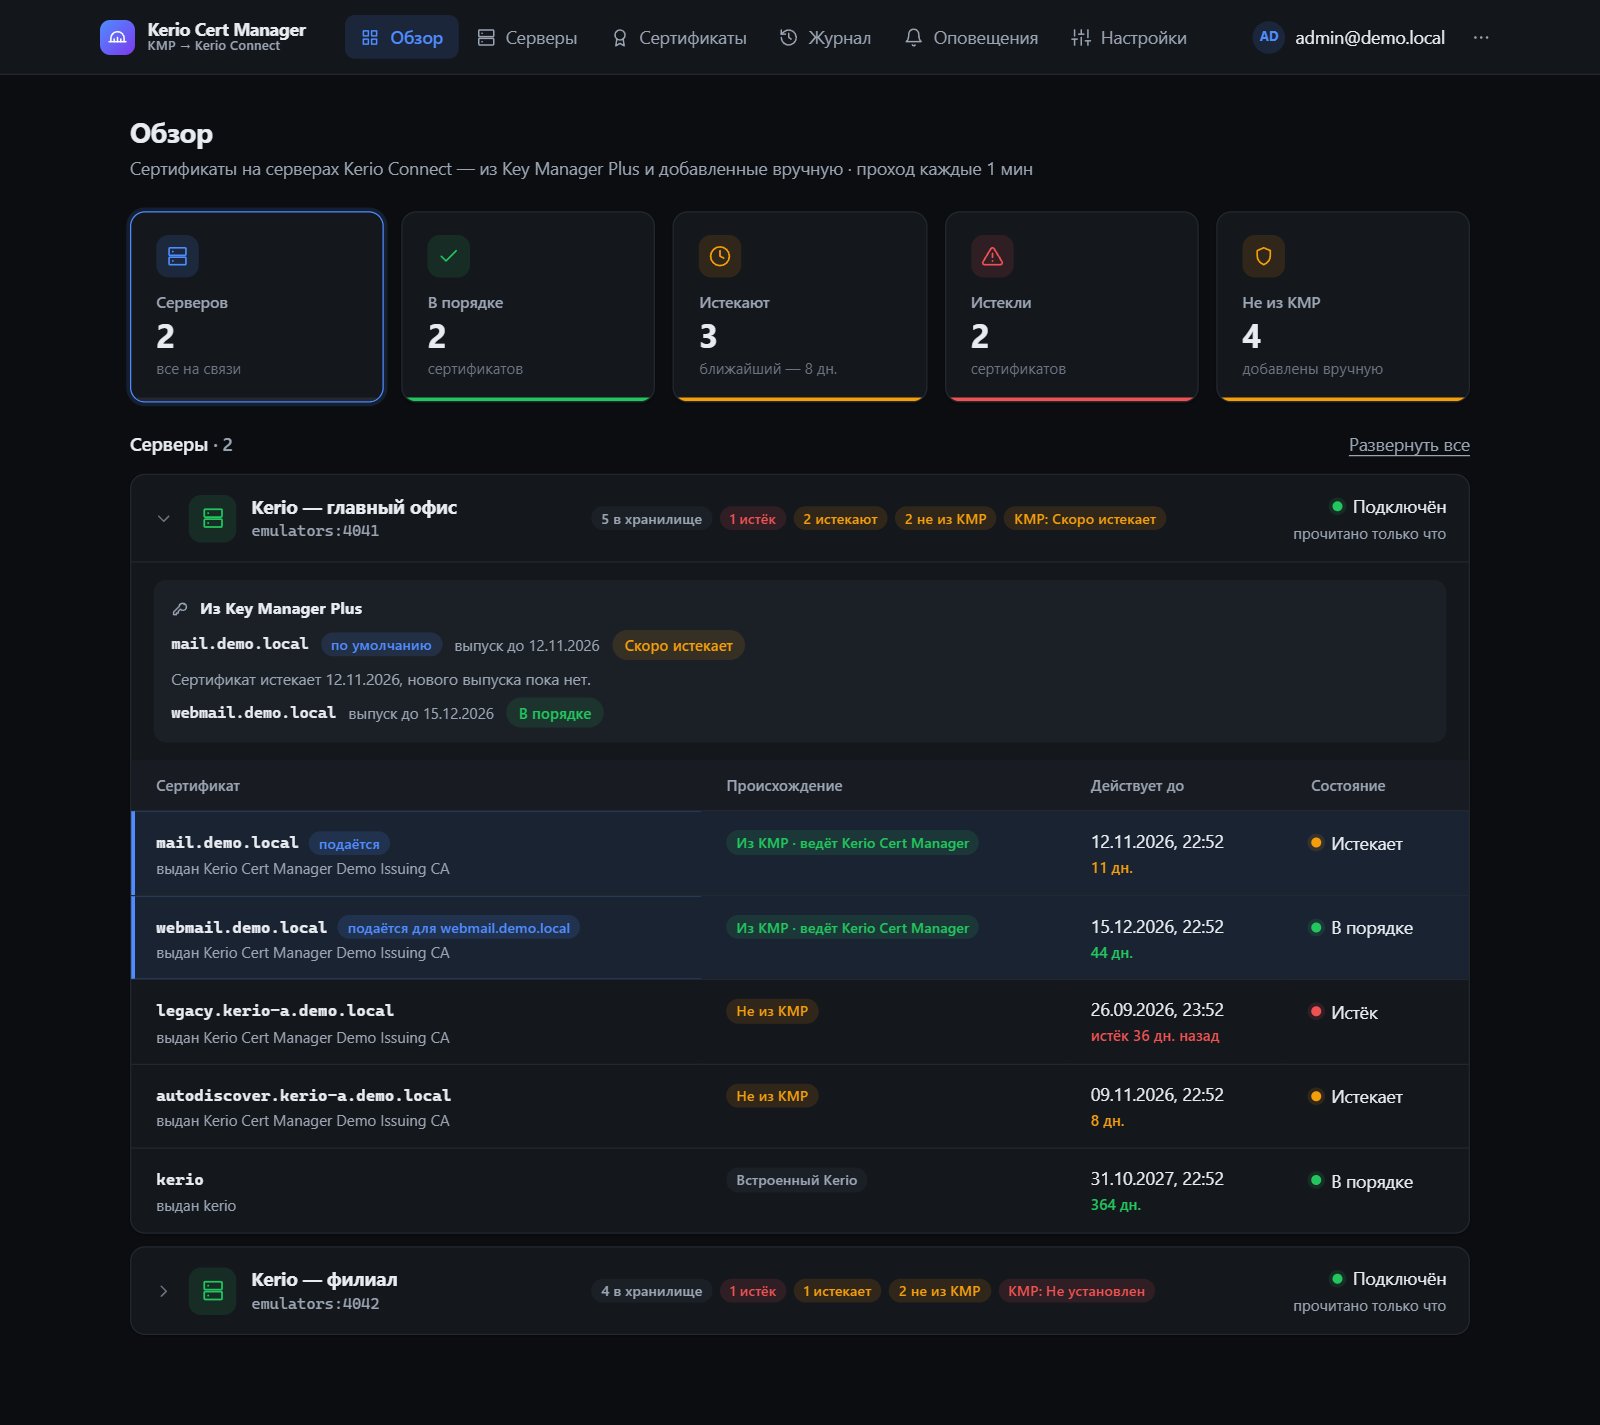 Kerio Cert Manager
KMP → Kerio Connect
Обзор
Серверы
Сертификаты
Журнал
Оповещения
Настройки
AD
admin@demo.local
···
Обзор
Сертификаты на серверах Kerio Connect — из Key Manager Plus и добавленные вручную · проход каждые 1 мин
Серверов
2
все на связи
В порядке
2
сертификатов
Истекают
3
ближайший — 8 дн.
Истекли
2
сертификатов
Не из KMP
4
добавлены вручную
Серверы · 2
Развернуть все
Kerio — главный офис
emulators:4041
5 в хранилище
1 истёк
2 истекают
2 не из KMP
KMP: Скоро истекает
Подключён
прочитано только что
Из Key Manager Plus
mail.demo.local по умолчанию выпуск до 12.11.2026 Скоро истекает
Сертификат истекает 12.11.2026, нового выпуска пока нет.
webmail.demo.local выпуск до 15.12.2026 В порядке
Сертификат Происхождение Действует до Состояние
mail.demo.local подаётся Из KMP · ведёт Kerio Cert Manager 12.11.2026, 22:52 Истекает
выдан Kerio Cert Manager Demo Issuing CA 11 дн.
webmail.demo.local подаётся для webmail.demo.local Из KMP · ведёт Kerio Cert Manager 15.12.2026, 22:52 В порядке
выдан Kerio Cert Manager Demo Issuing CA 44 дн.
legacy.kerio-a.demo.local Не из KMP 26.09.2026, 23:52 Истёк
выдан Kerio Cert Manager Demo Issuing CA истёк 36 дн. назад
autodiscover.kerio-a.demo.local Не из KMP 09.11.2026, 22:52 Истекает
выдан Kerio Cert Manager Demo Issuing CA 8 дн.
kerio Встроенный Kerio 31.10.2027, 22:52 В порядке
выдан kerio 364 дн.
Kerio — филиал
emulators:4042
4 в хранилище
1 истёк
1 истекает
2 не из KMP
KMP: Не установлен
Подключён
прочитано только что